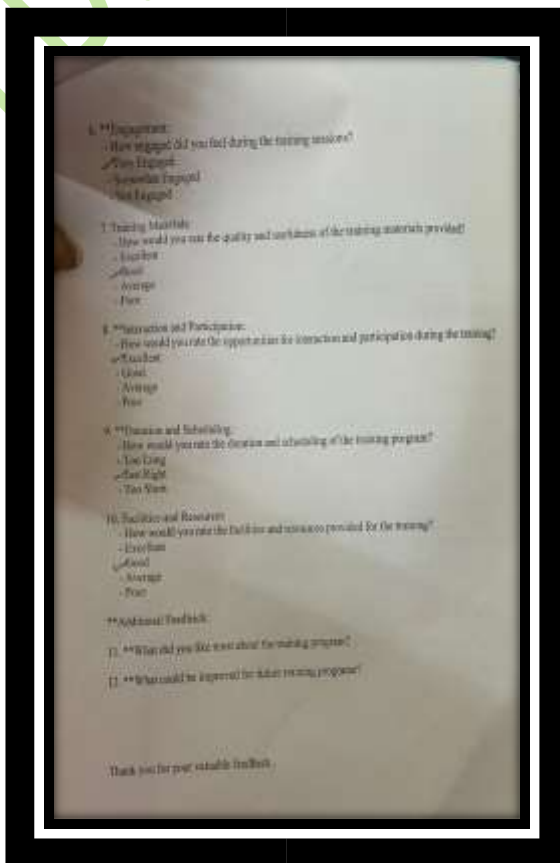 6. **Engagement:
- How engaged did you feel during the training sessions?
- Very Engaged
- Somewhat Engaged
- Not Engaged
7. Training Materials:
- How would you rate the quality and usefulness of the training materials provided?
- Excellent
- Good
- Average
- Poor
8. **Interaction and Participation:
- How would you rate the opportunities for interaction and participation during the training?
- Excellent
- Good
- Average
- Poor
9. **Duration and Scheduling:
- How would you rate the duration and scheduling of the training program?
- Too Long
- Just Right
- Too Short
10. Facilities and Resources
- How would you rate the facilities and resources provided for the training?
- Excellent
- Good
- Average
- Poor
**Additional Feedback:
11. **What did you like most about the training program?
12. **What could be improved for future training programs?
Thank you for your valuable feedback.